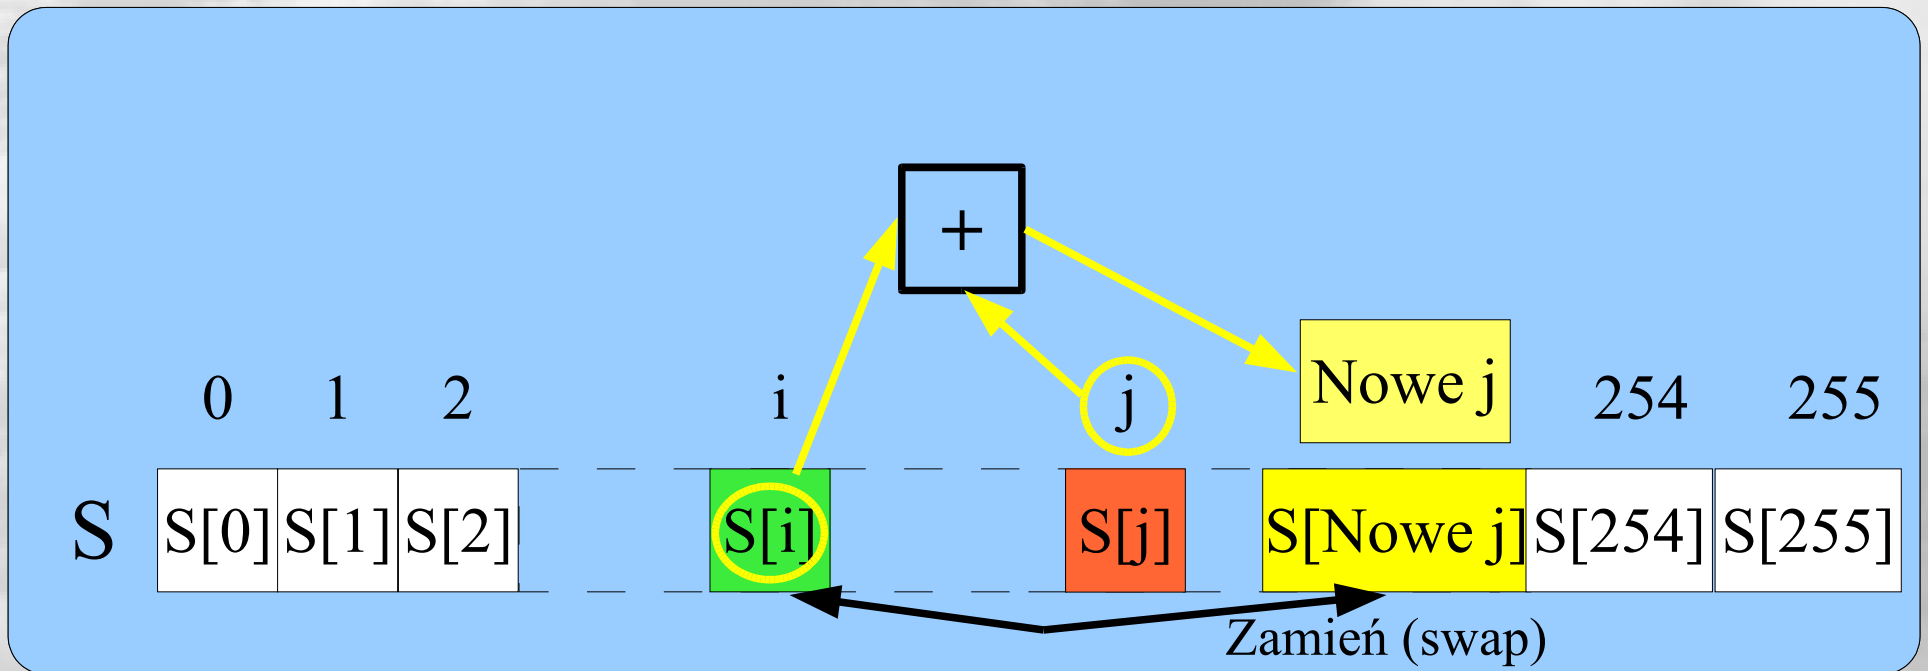 +
Nowe j
0 1 2 i j 254 255
S S[0] S[1] S[2] S[i] S[j] S[Nowe j] S[254] S[255]
Zamień (swap)